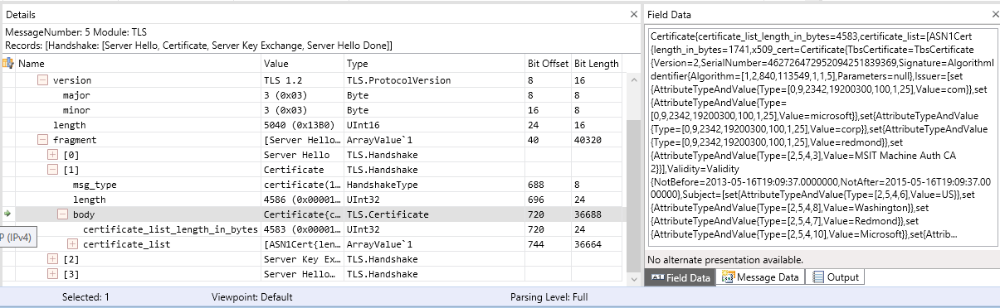 Details
MessageNumber: 5 Module: TLS
Records: [Handshake: [Server Hello, Certificate, Server Key Exchange, Server Hello Done]]
Name Value Type Bit Offset Bit Length
version TLS 1.2 TLS.ProtocolVersion 8 16
major 3 (0x03) Byte 8 8
minor 3 (0x03) Byte 16 8
length 5040 (0x13B0) UInt16 24 16
fragment [Server Hello... ArrayValue`1 40 40320
[0] Server Hello TLS.Handshake
[1] Certificate TLS.Handshake
msg_type certificate(1... HandshakeType 688 8
length 4586 (0x00001... UInt32 696 24
body Certificate{c... TLS.Certificate 720 36688
certificate_list_length_in_bytes 4583 (0x00001... UInt32 720 24
P (IPv4)
certificate_list [ASN1Cert{len... ArrayValue`1 744 36664
[2] Server Key Ex... TLS.Handshake
[3] Server Hello... TLS.Handshake
Field Data
Certificate{certificate_list_length_in_bytes=4583,certificate_list=[ASN1Cert
{length_in_bytes=1741,x509_cert=Certificate{TbsCertificate=TbsCertificate
{Version=2,SerialNumber=462726472952094251839369,Signature=AlgorithmI
dentifier{Algorithm=[1,2,840,113549,1,1,5],Parameters=null},Issuer=[set
{AttributeTypeAndValue{Type=[0,9,2342,19200300,100,1,25],Value=com}},set
{AttributeTypeAndValue{Type=
[0,9,2342,19200300,100,1,25],Value=microsoft}},set{AttributeTypeAndValue
{Type=[0,9,2342,19200300,100,1,25],Value=corp}},set{AttributeTypeAndValue
{Type=[0,9,2342,19200300,100,1,25],Value=redmond}},set
{AttributeTypeAndValue{Type=[2,5,4,3],Value=MSIT Machine Auth CA
2}}],Validity=Validity
{NotBefore=2013-05-16T19:09:37.0000000,NotAfter=2015-05-16T19:09:37.00
00000},Subject=[set{AttributeTypeAndValue{Type=[2,5,4,6],Value=US}},set
{AttributeTypeAndValue{Type=[2,5,4,8],Value=Washington}},set
{AttributeTypeAndValue{Type=[2,5,4,7],Value=Redmond}},set
{AttributeTypeAndValue{Type=[2,5,4,10],Value=Microsoft}},set{Attrib...
No alternate presentation available.
Field Data Message Data Output
Selected: 1 Viewpoint: Default Parsing Level: Full